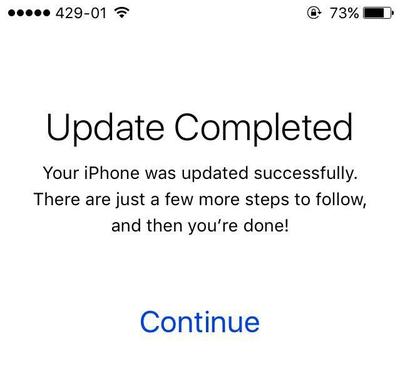 429-01 73%
Update Completed
Your iPhone was updated successfully.
There are just a few more steps to follow,
and then you’re done!
Continue